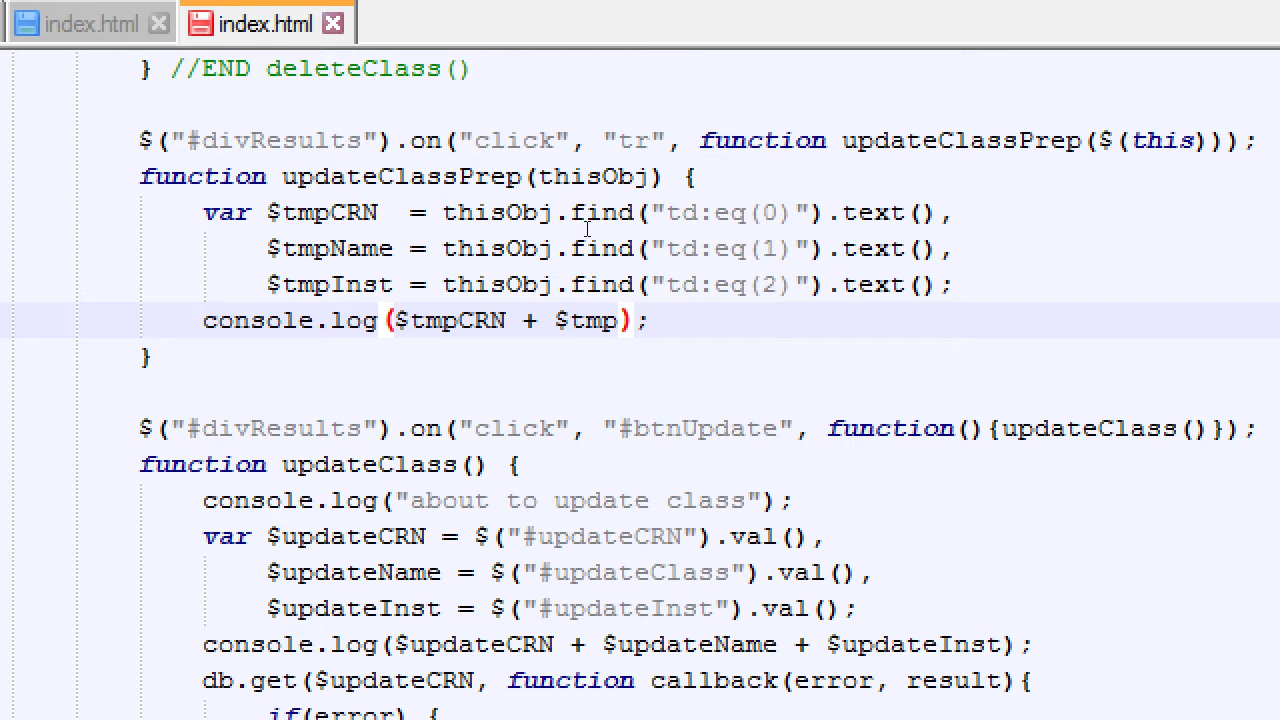 index.html index.html
} //END deleteClass()
$("#divResults").on("click", "tr", function updateClassPrep($(this)));
function updateClassPrep(thisObj) {
var $tmpCRN  = thisObj.find("td:eq(0)").text(),
$tmpName = thisObj.find("td:eq(1)").text(),
$tmpInst = thisObj.find("td:eq(2)").text();
console.log($tmpCRN + $tmp);
}
$("#divResults").on("click", "#btnUpdate", function(){updateClass()});
function updateClass() {
console.log("about to update class");
var $updateCRN = $("#updateCRN").val(),
$updateName = $("#updateClass").val(),
$updateInst = $("#updateInst").val();
console.log($updateCRN + $updateName + $updateInst);
db.get($updateCRN, function callback(error, result){
if(error) {